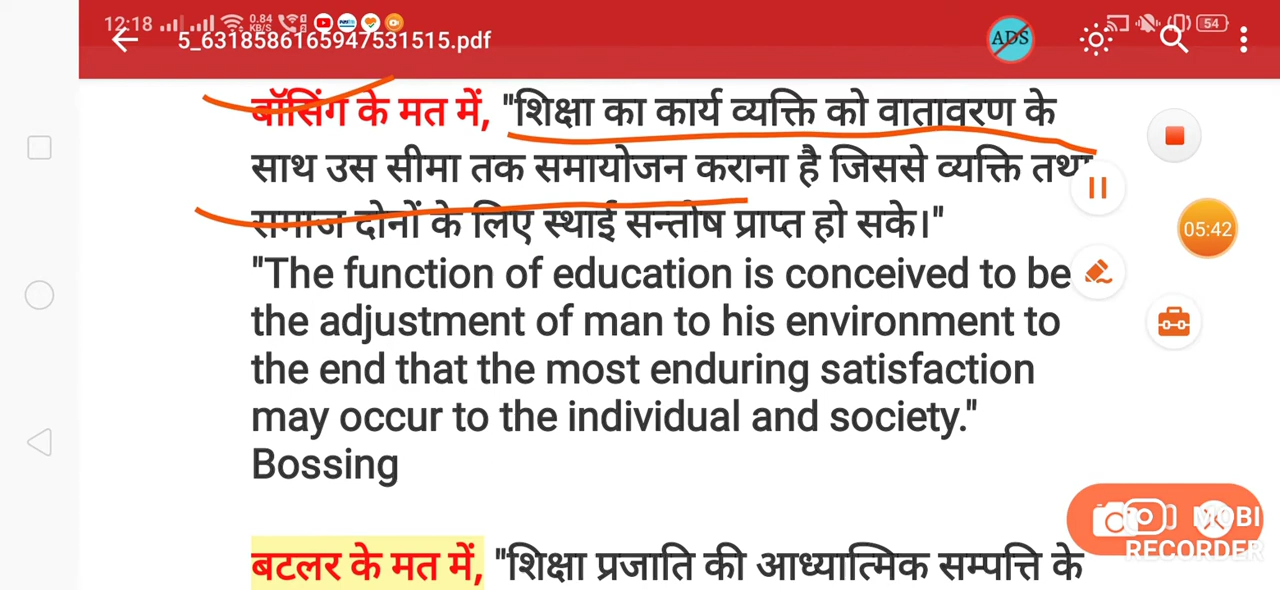 12:18 0.84 KB/S 54
5_6318586165947531515.pdf ADS
बॉसिंग के मत में, "शिक्षा का कार्य व्यक्ति को वातावरण के
साथ उस सीमा तक समायोजन कराना है जिससे व्यक्ति तथा
समाज दोनों के लिए स्थाई सन्तोष प्राप्त हो सके।"
05:42
"The function of education is conceived to be
the adjustment of man to his environment to
the end that the most enduring satisfaction
may occur to the individual and society."
Bossing
MOBI
RECORDER
बटलर के मत में, "शिक्षा प्रजाति की आध्यात्मिक सम्पत्ति के